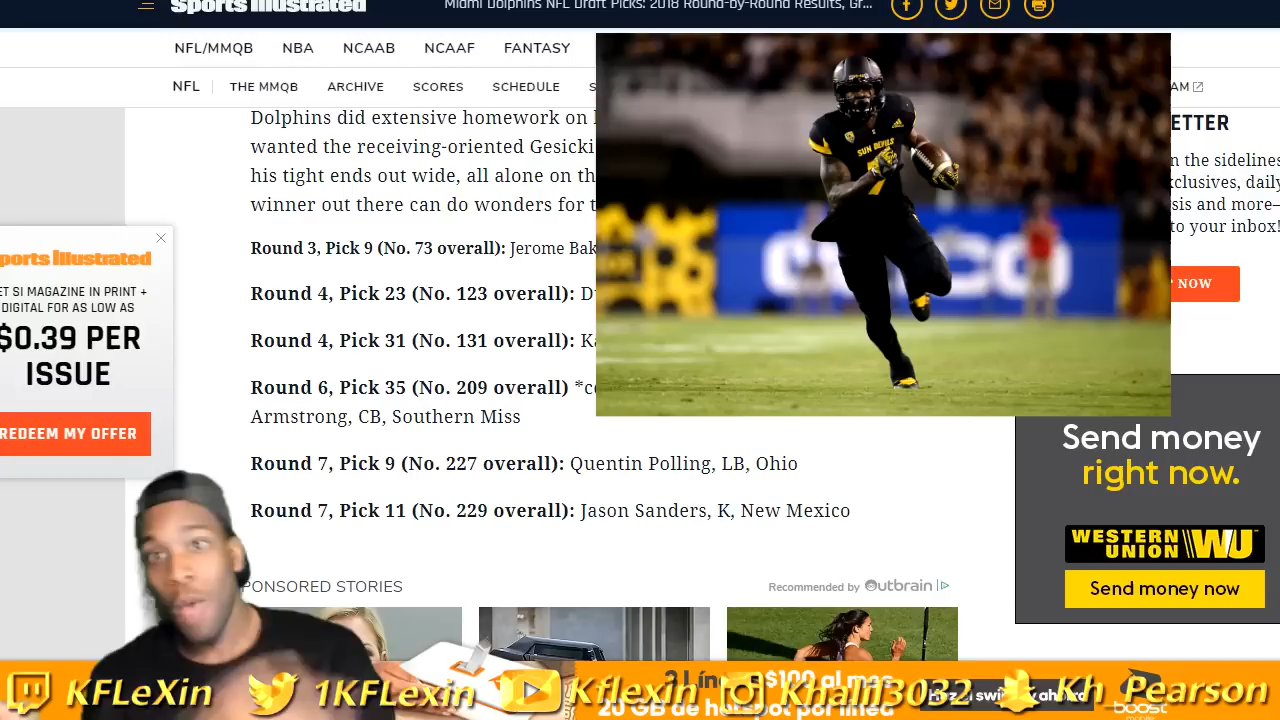 Sports Illustrated
Miami Dolphins NFL Draft Picks: 2018 Round-by-Round Results, Gr...
NFL/MMQB NBA NCAAB NCAAF FANTASY
NFL THE MMQB ARCHIVE SCORES SCHEDULE S
AM
ETTER
Dolphins did extensive homework on
wanted the receiving-oriented Gesicki
his tight ends out wide, all alone on th
winner out there can do wonders for t
n the sidelines
xclusives, daily
sis and more–
to your inbox!
NOW
SUN DEVILS
Round 3, Pick 9 (No. 73 overall): Jerome Bak
Round 4, Pick 23 (No. 123 overall): D
Round 4, Pick 31 (No. 131 overall): Ka
Round 6, Pick 35 (No. 209 overall) *co
Armstrong, CB, Southern Miss
Round 7, Pick 9 (No. 227 overall): Quentin Polling, LB, Ohio
Round 7, Pick 11 (No. 229 overall): Jason Sanders, K, New Mexico
ports Illustrated
ET SI MAGAZINE IN PRINT +
DIGITAL FOR AS LOW AS
$0.39 PER
ISSUE
REDEEM MY OFFER
Send money
right now.
WESTERN
UNION WU
Send money now
PONSORED STORIES
Recommended by Outbrain
$100 al mes
20 GB de hotspot por línea
boost
mobile
KFLeXin 1KFLexin Kflexin Khalif3032 Kh_Pearson